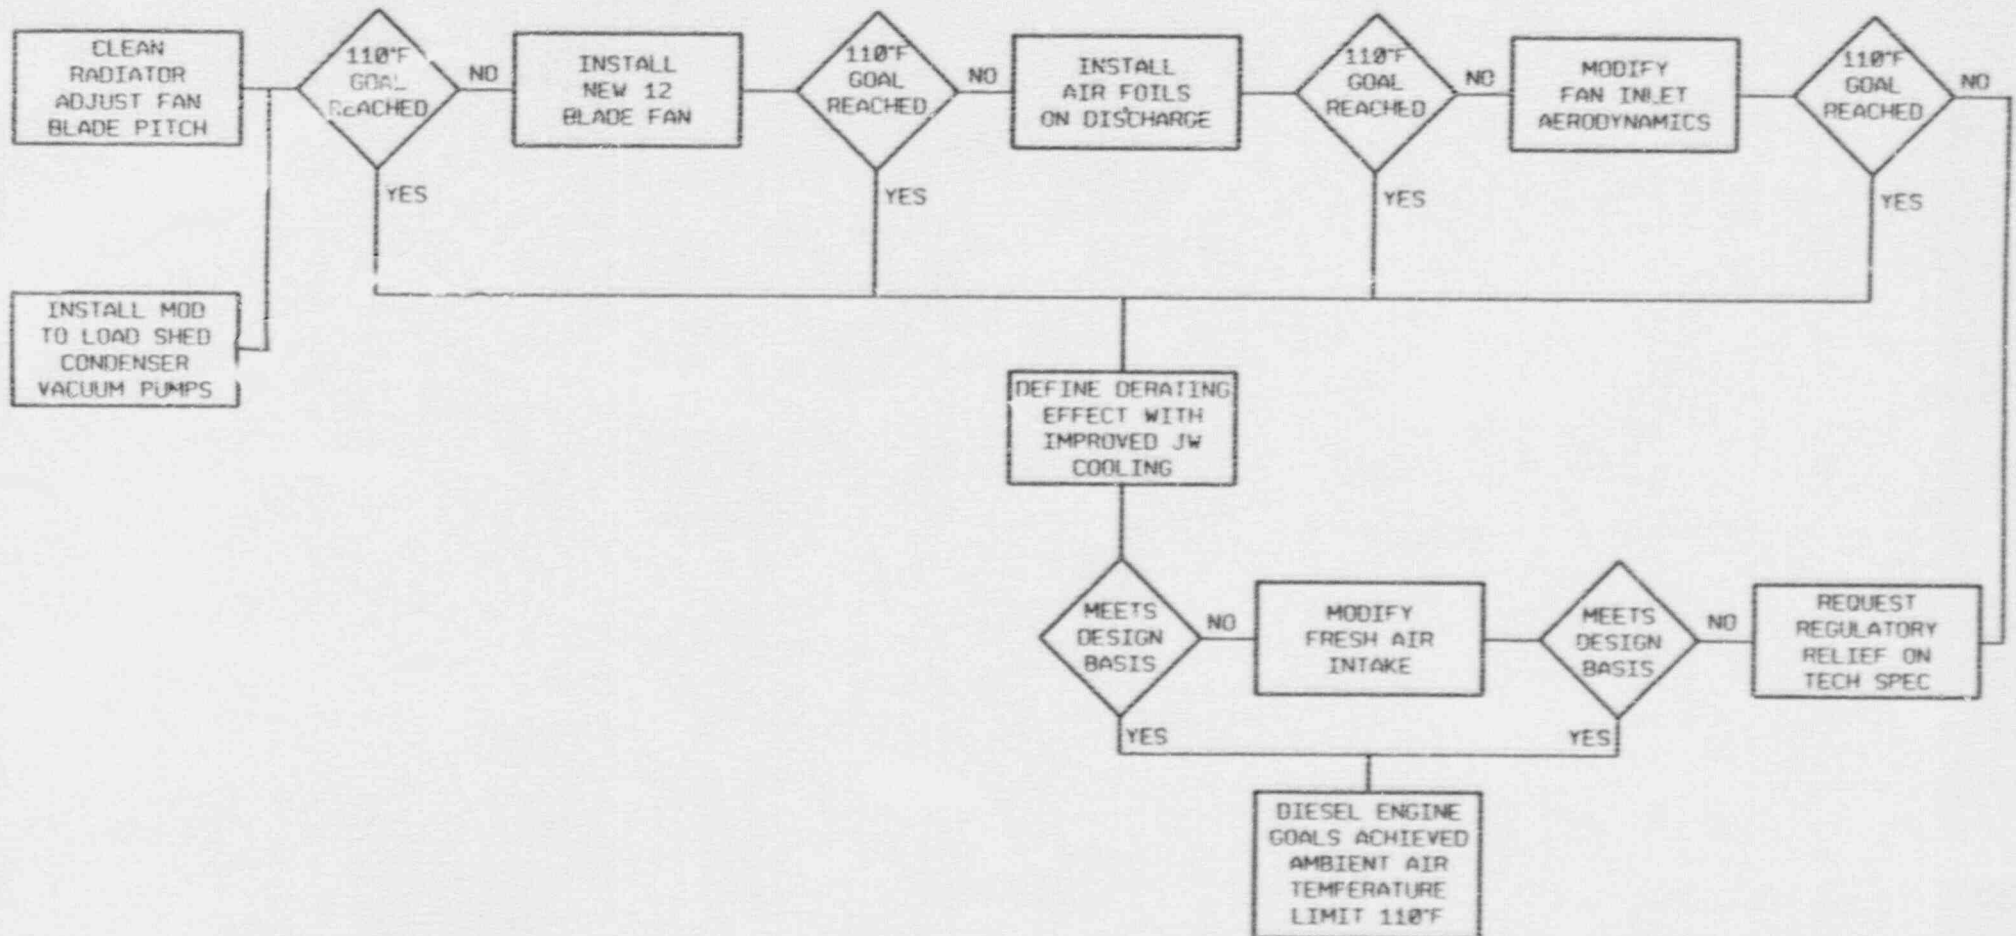 CLEAN
RADIATOR
ADJUST FAN
BLADE PITCH
110°F
GOAL
REACHED
NO
YES
INSTALL
NEW 12
BLADE FAN
110°F
GOAL
REACHED
NO
YES
INSTALL
AIR FOILS
ON DISCHARGE
110°F
GOAL
REACHED
NO
YES
MODIFY
FAN INLET
AERODYNAMICS
110°F
GOAL
REACHED
NO
YES
INSTALL MOD
TO LOAD SHED
CONDENSER
VACUUM PUMPS
DEFINE DERATING
EFFECT WITH
IMPROVED JW
COOLING
MEETS
DESIGN
BASIS
NO
YES
MODIFY
FRESH AIR
INTAKE
MEETS
DESIGN
BASIS
NO
YES
REQUEST
REGULATORY
RELIEF ON
TECH SPEC
DIESEL ENGINE
GOALS ACHIEVED
AMBIENT AIR
TEMPERATURE
LIMIT 110°F